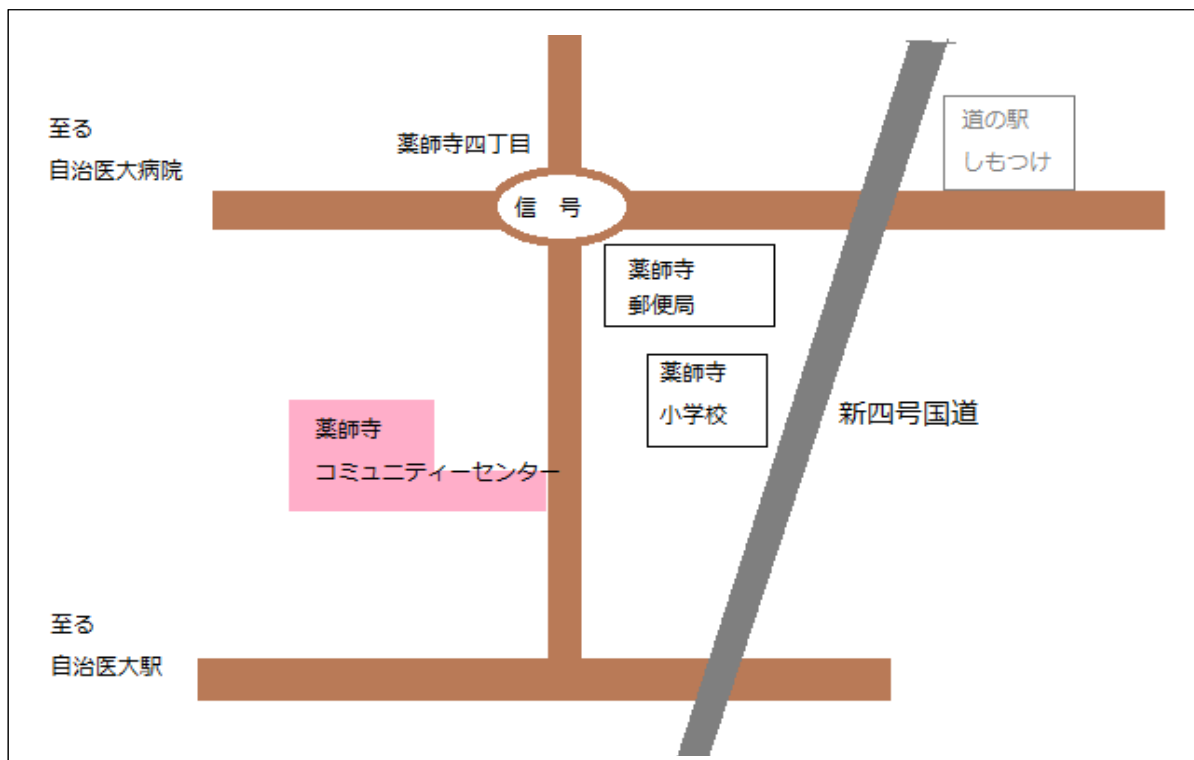 至る
自治医大病院
薬師寺四丁目
道の駅
しもつけ
信　号
薬師寺
郵便局
薬師寺
小学校
新四号国道
薬師寺
コミュニティーセンター
至る
自治医大駅